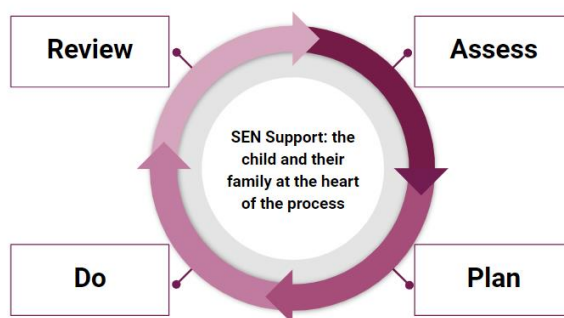 Review
Assess
SEN Support: the
child and their
family at the heart
of the process
Do
Plan